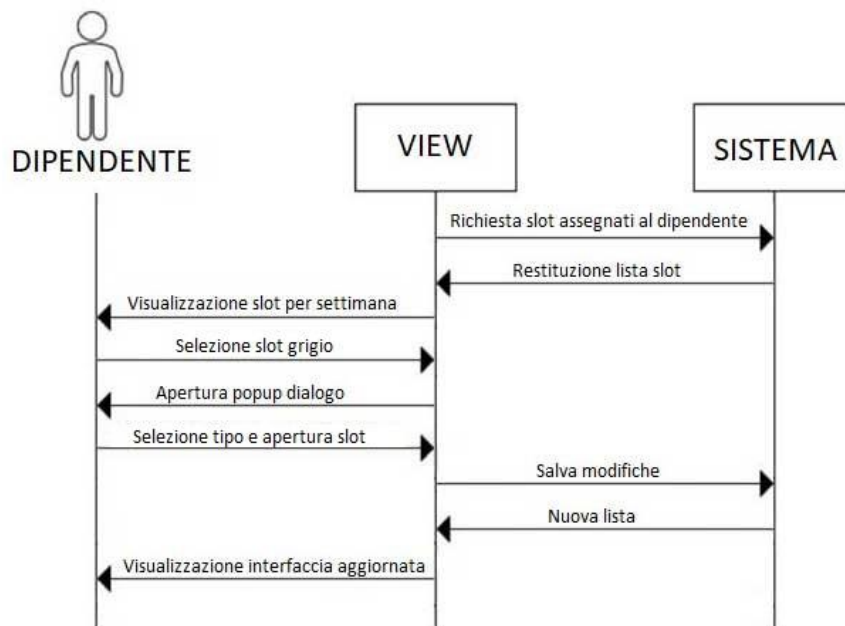 DIPENDENTE
VIEW
SISTEMA
Richiesta slot assegnati al dipendente
Restituzione lista slot
Visualizzazione slot per settimana
Selezione slot grigio
Apertura popup dialogo
Selezione tipo e apertura slot
Salva modifiche
Nuova lista
Visualizzazione interfaccia aggiornata